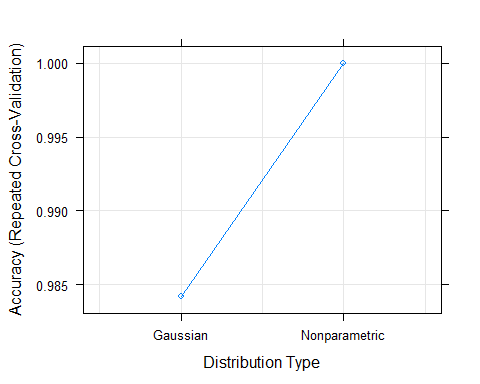 Accuracy (Repeated Cross-Validation)
1.000
0.995
0.990
0.985
Gaussian Nonparametric
Distribution Type